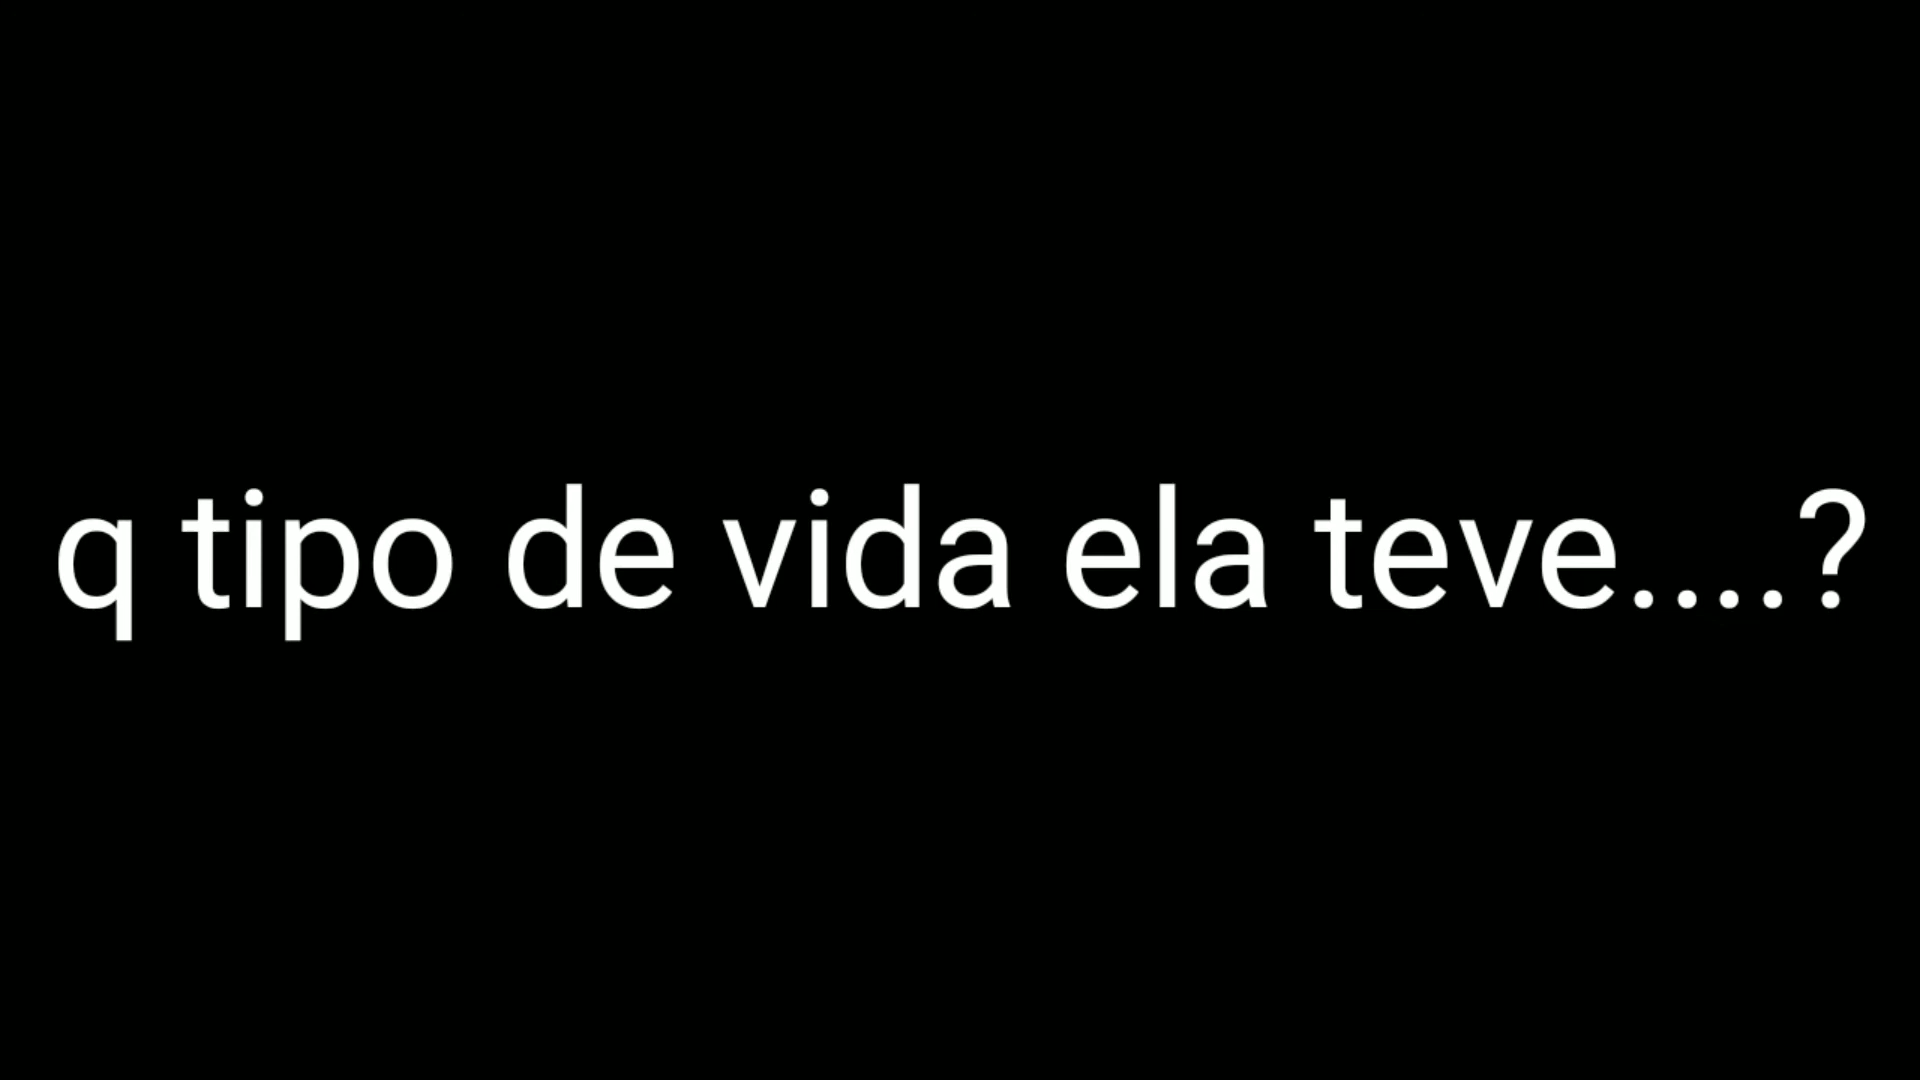 q tipo de vida ela teve....?